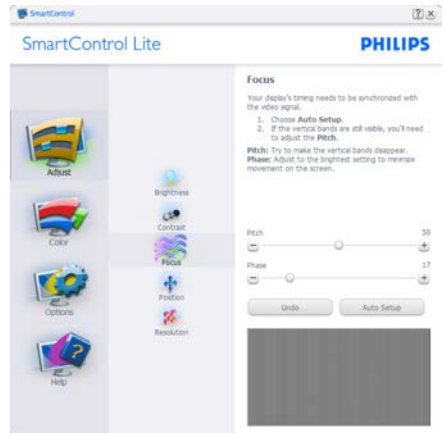 SmartControl
SmartControl Lite
PHILIPS
Adjust
Color
Options
Help
Brightness
Contrast
Focus
Position
Resolution
Focus
Your display's timing needs to be synchronized with
the video signal.
1. Choose Auto Setup.
2. If the vertical bands are still visible, you'll need
to adjust the Pitch.
Pitch: Try to make the vertical bands disappear.
Phase: Adjust to the brightest setting to minimize
movement on the screen.
Pitch 50
Phase 17
Undo Auto Setup